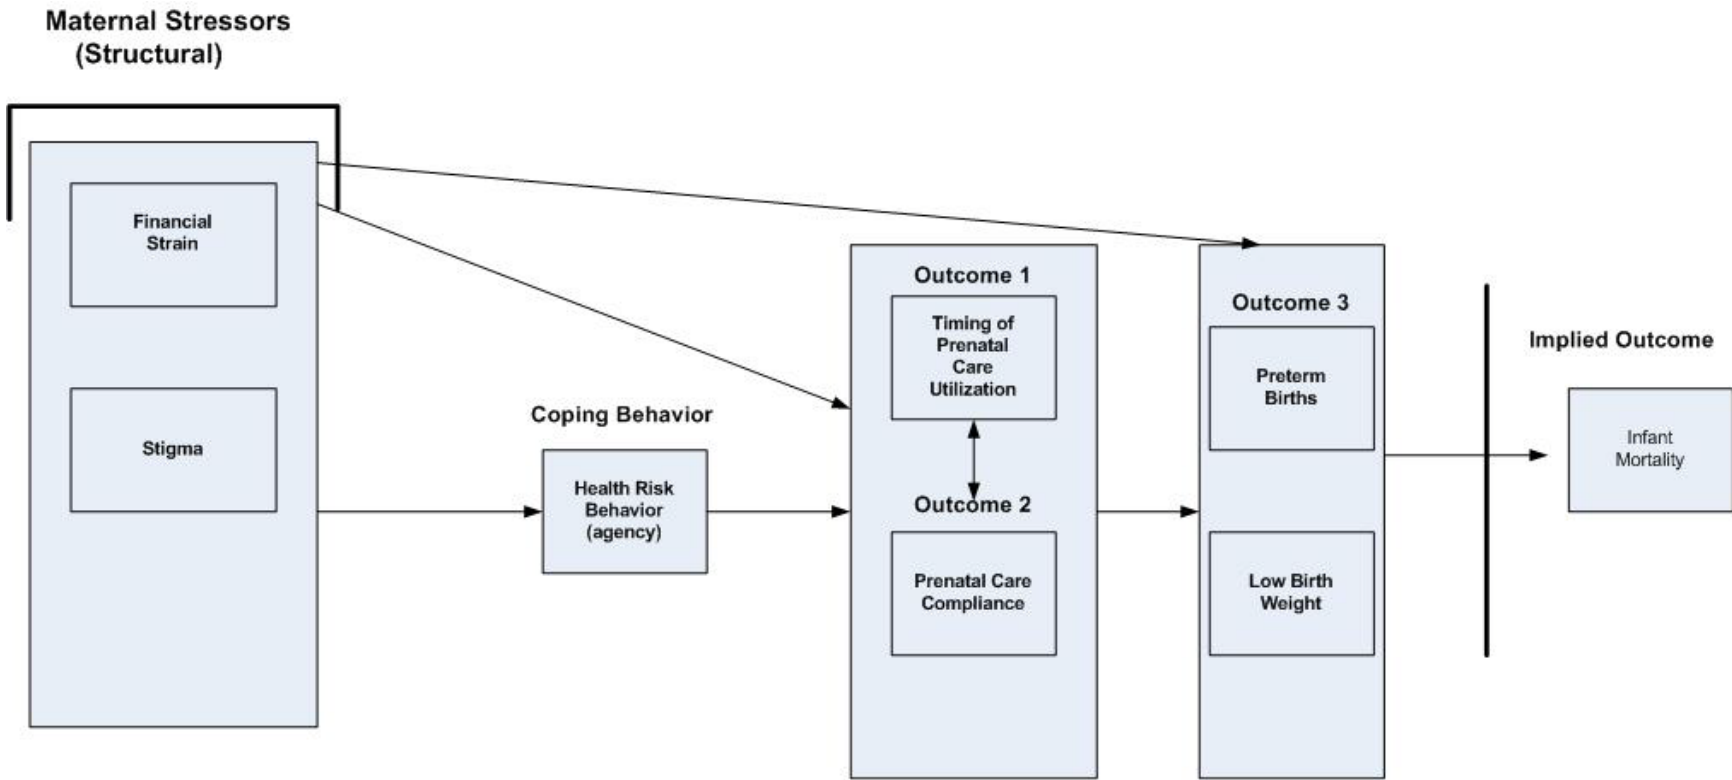 Maternal Stressors
(Structural)
Financial
Strain
Stigma
Coping Behavior
Health Risk
Behavior
(agency)
Outcome 1
Timing of
Prenatal
Care
Utilization
Outcome 2
Prenatal Care
Compliance
Outcome 3
Preterm
Births
Low Birth
Weight
Implied Outcome
Infant
Mortality